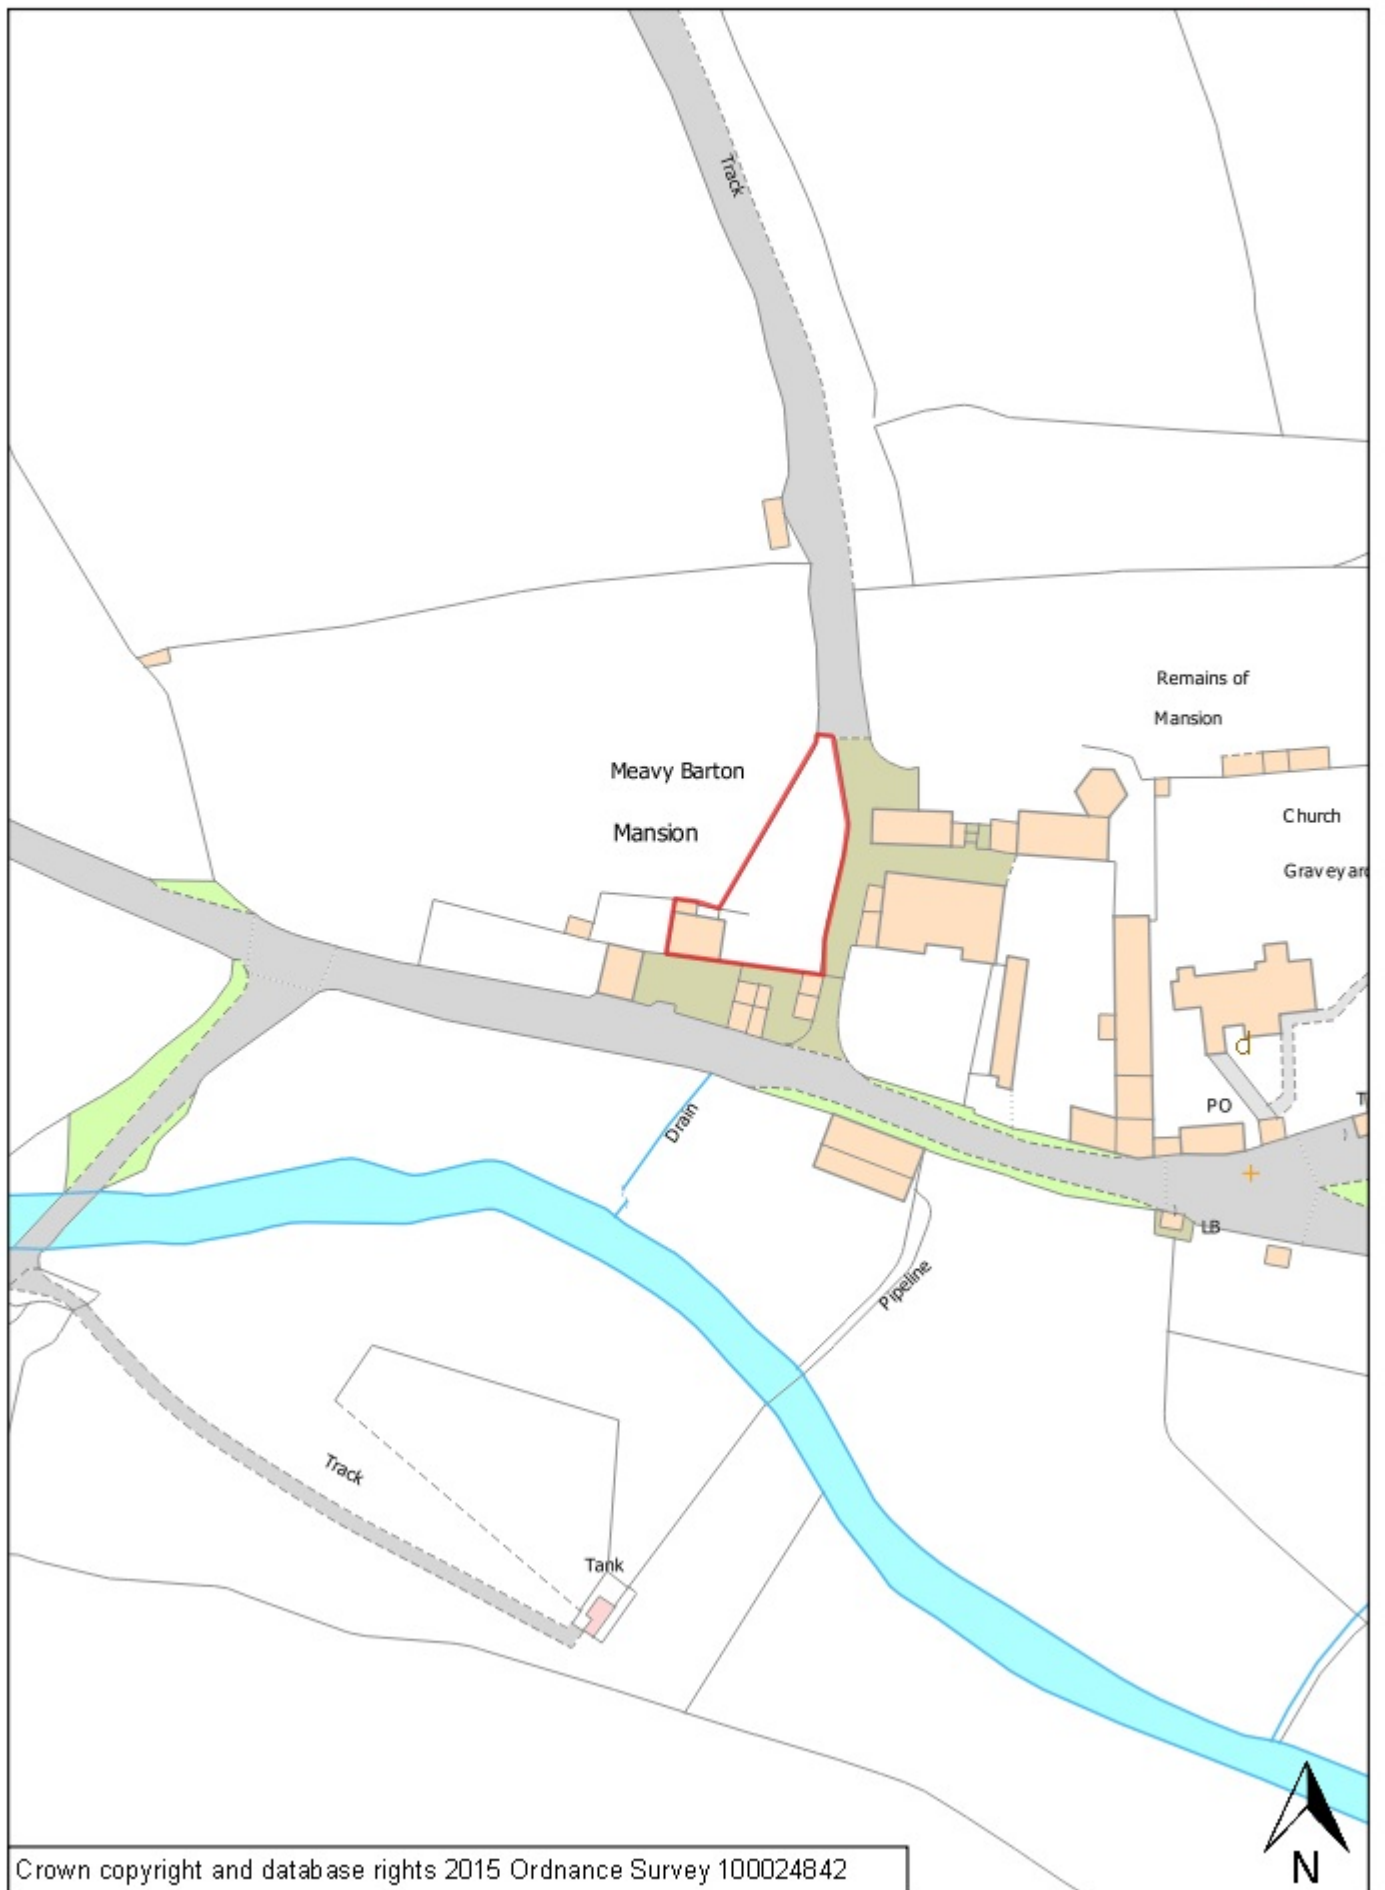 Track
Remains of
Mansion
Meavy Barton
Mansion
Church
Graveyard
d
PO
T
Drain
LB
Pipeline
Track
Tank
N
Crown copyright and database rights 2015 Ordnance Survey 100024842